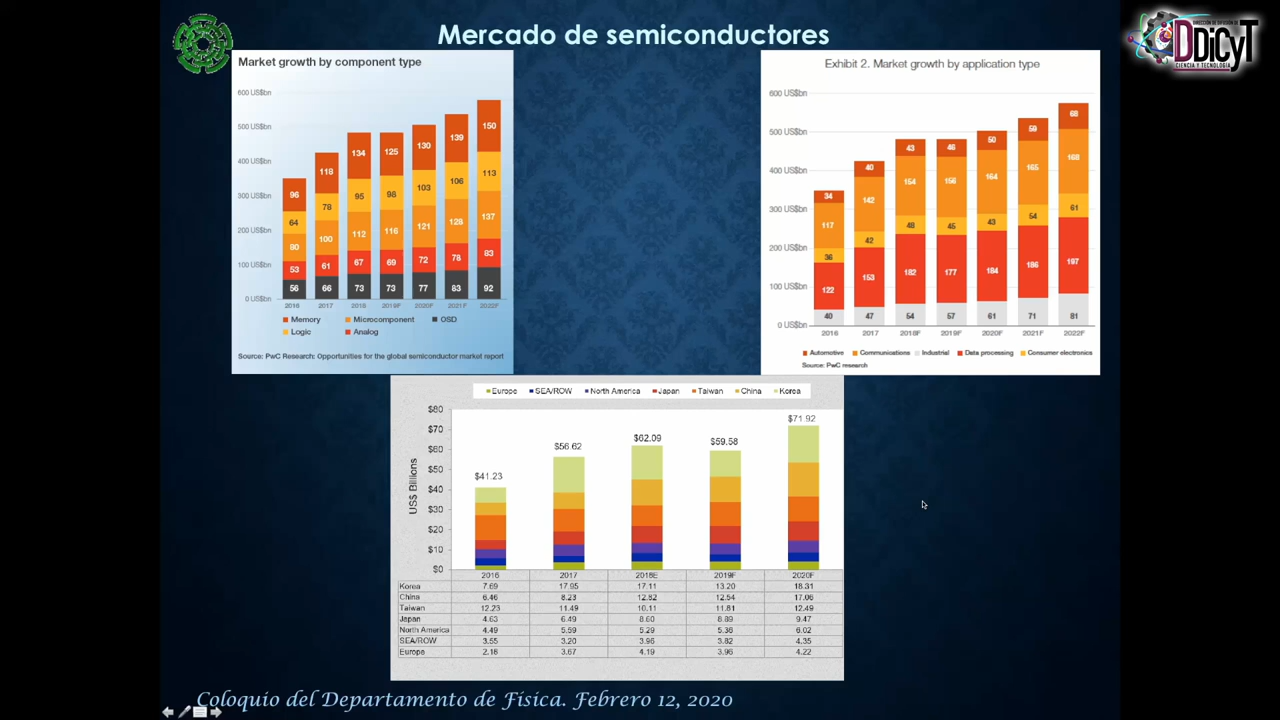 Mercado de semiconductores
DIRECCIÓN DE DIFUSIÓN DE
DDiCyT
CIENCIA Y TECNOLOGÍA
Market growth by component type
600 US$bn
500 US$bn
400 US$bn
300 US$bn
200 US$bn
100 US$bn
0 US$bn
96 118 134 125 130 139 150
64 78 95 98 103 106 113
80 100 112 116 121 128 137
53 61 67 69 72 78 83
56 66 73 73 77 83 92
2016 2017 2018 2019F 2020F 2021F 2022F
Memory Microcomponent OSD
Logic Analog
Source: PwC Research: Opportunities for the global semiconductor market report
Exhibit 2. Market growth by application type
600 US$bn
500 US$bn
400 US$bn
300 US$bn
200 US$bn
100 US$bn
0 US$bn
34 40 43 46 50 59 68
117 142 154 156 164 165 168
36 42 48 45 43 54 61
122 153 182 177 184 186 197
40 47 54 57 61 71 81
2016 2017 2018F 2019F 2020F 2021F 2022F
Automotive Communications Industrial Data processing Consumer electronics
Source: PwC research
Europe SEA/ROW North America Japan Taiwan China Korea
US$ Billions
$80
$70
$60
$50
$40
$30
$20
$10
$0
$41.23 $56.62 $62.09 $59.58 $71.92
2016 2017 2018E 2019F 2020F
Korea 7.69 17.95 17.11 13.20 18.31
China 6.46 8.23 12.82 12.54 17.06
Taiwan 12.23 11.49 10.11 11.81 12.49
Japan 4.63 6.49 8.60 8.89 9.47
North America 4.49 5.59 5.29 5.36 6.02
SEA/ROW 3.55 3.20 3.96 3.82 4.35
Europe 2.18 3.67 4.19 3.96 4.22
Coloquio del Departamento de Física. Febrero 12, 2020